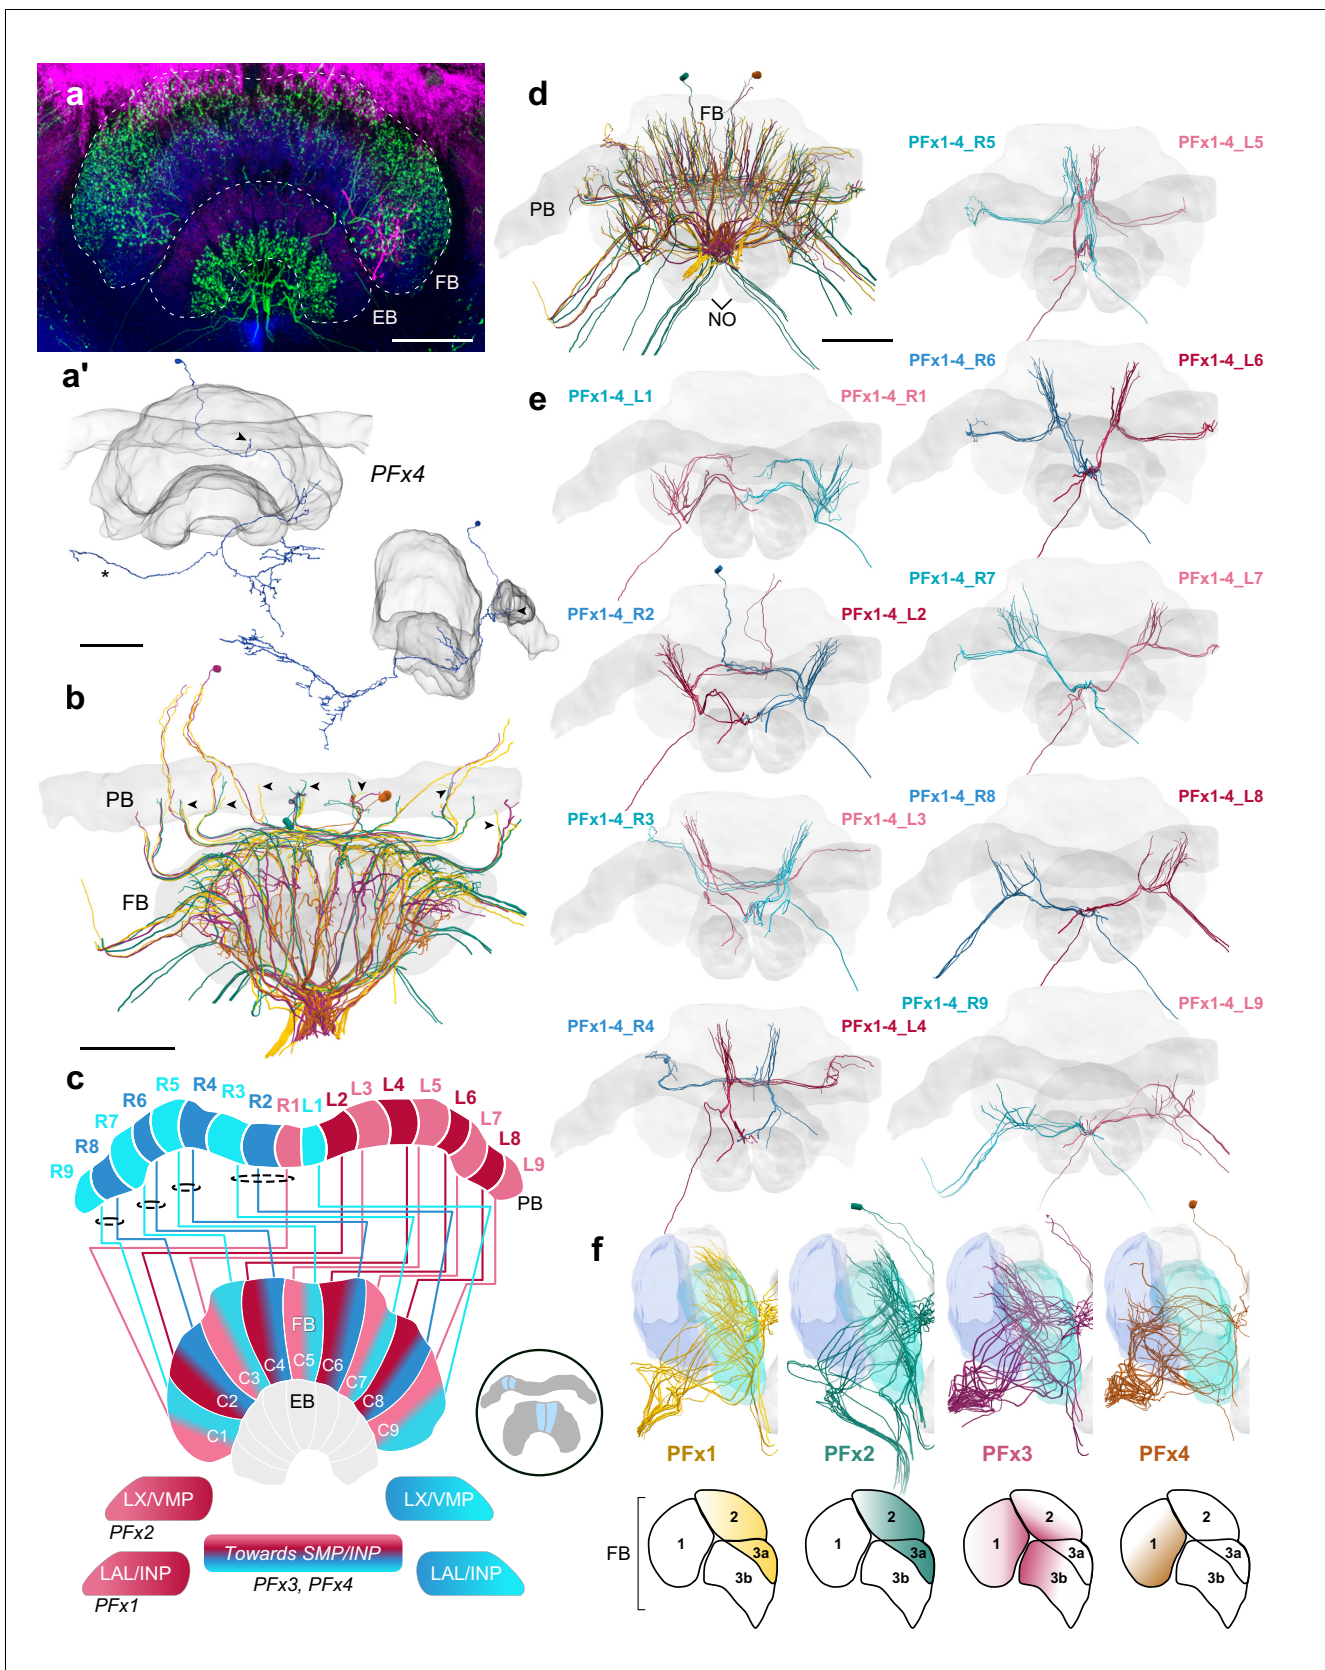 a
FB
EB
a'
PFx4
*
b
PB
FB
c
R9
R8
R7
R6
R5
R4
R3
R2
R1
L1
L2
L3
L4
L5
L6
L7
L8
L9
PB
FB
C1
C2
C3
C4
C5
C6
C7
C8
C9
EB
LX/VMP
PFx2
LX/VMP
Towards SMP/INP
PFx3, PFx4
LAL/INP
PFx1
LAL/INP
d
FB
PB
NO
e
PFx1-4_L1
PFx1-4_R1
PFx1-4_R2
PFx1-4_L2
PFx1-4_R3
PFx1-4_L3
PFx1-4_R4
PFx1-4_L4
PFx1-4_R5
PFx1-4_L5
PFx1-4_R6
PFx1-4_L6
PFx1-4_R7
PFx1-4_L7
PFx1-4_R8
PFx1-4_L8
PFx1-4_R9
PFx1-4_L9
f
PFx1
PFx2
PFx3
PFx4
FB
1
2
3a
3b
1
2
3a
3b
1
2
3a
3b
1
2
3a
3b